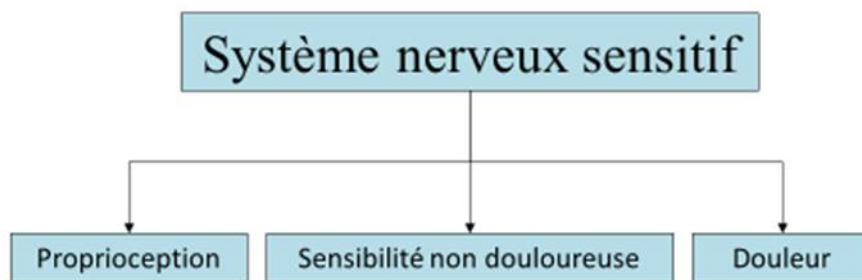 Système nerveux sensitif
Proprioception
Sensibilité non douloureuse
Douleur